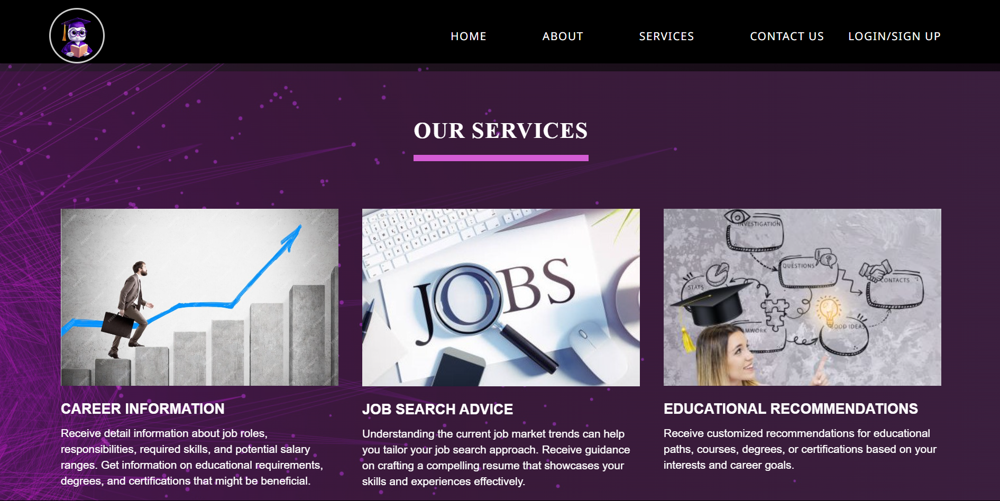 HOME ABOUT SERVICES CONTACT US LOGIN/SIGN UP
OUR SERVICES
JOBS
INVESTIGATION
QUESTIONS
CONTACTS
STATS
AMWORK
GOOD IDEAS
CAREER INFORMATION
Receive detail information about job roles,
responsibilities, required skills, and potential salary
ranges. Get information on educational requirements,
degrees, and certifications that might be beneficial.
JOB SEARCH ADVICE
Understanding the current job market trends can help
you tailor your job search approach. Receive guidance
on crafting a compelling resume that showcases your
skills and experiences effectively.
EDUCATIONAL RECOMMENDATIONS
Receive customized recommendations for educational
paths, courses, degrees, or certifications based on your
interests and career goals.